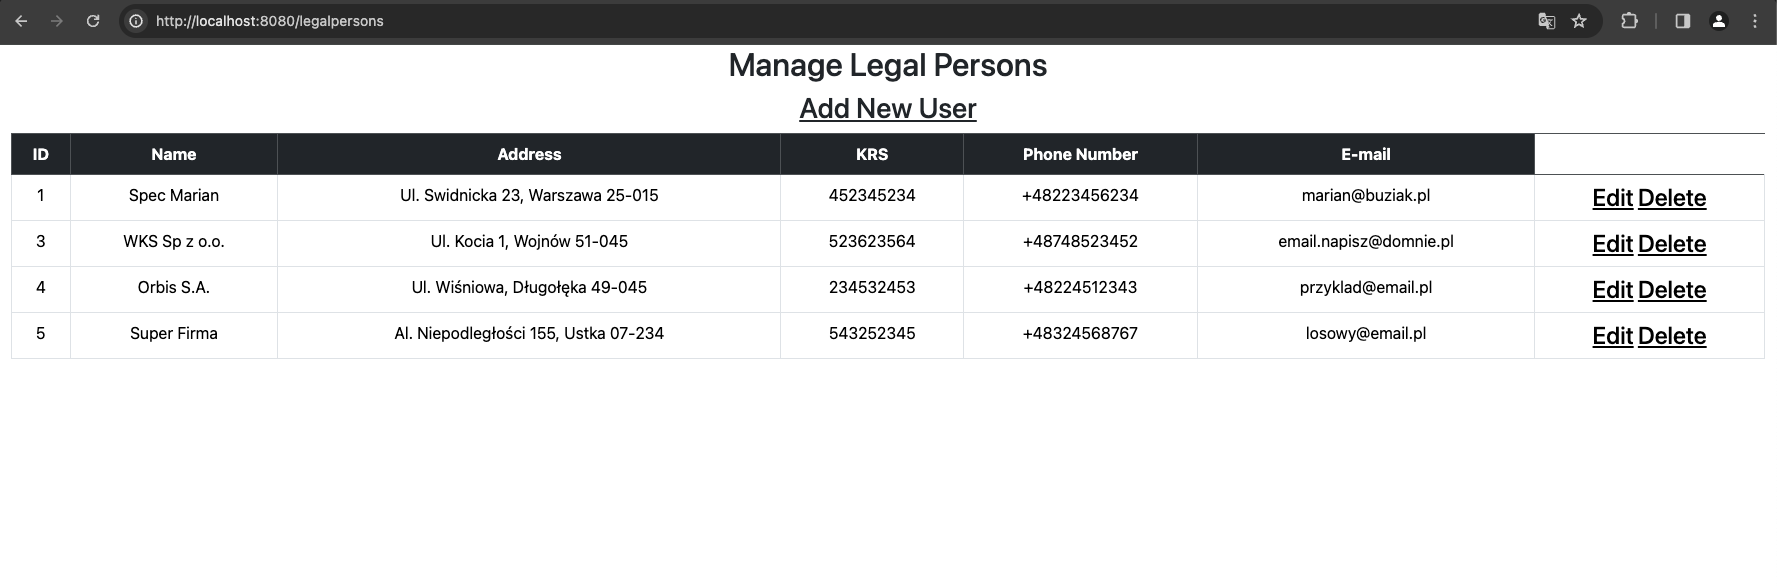 http://localhost:8080/legalpersons
Manage Legal Persons
Add New User
ID Name Address KRS Phone Number E-mail
1 Spec Marian Ul. Swidnicka 23, Warszawa 25-015 452345234 +48223456234 marian@buziak.pl Edit Delete
3 WKS Sp z o.o. Ul. Kocia 1, Wojnów 51-045 523623564 +48748523452 email.napisz@domnie.pl Edit Delete
4 Orbis S.A. Ul. Wiśniowa, Długołęka 49-045 234532453 +48224512343 przyklad@email.pl Edit Delete
5 Super Firma Al. Niepodległości 155, Ustka 07-234 543252345 +48324568767 losowy@email.pl Edit Delete